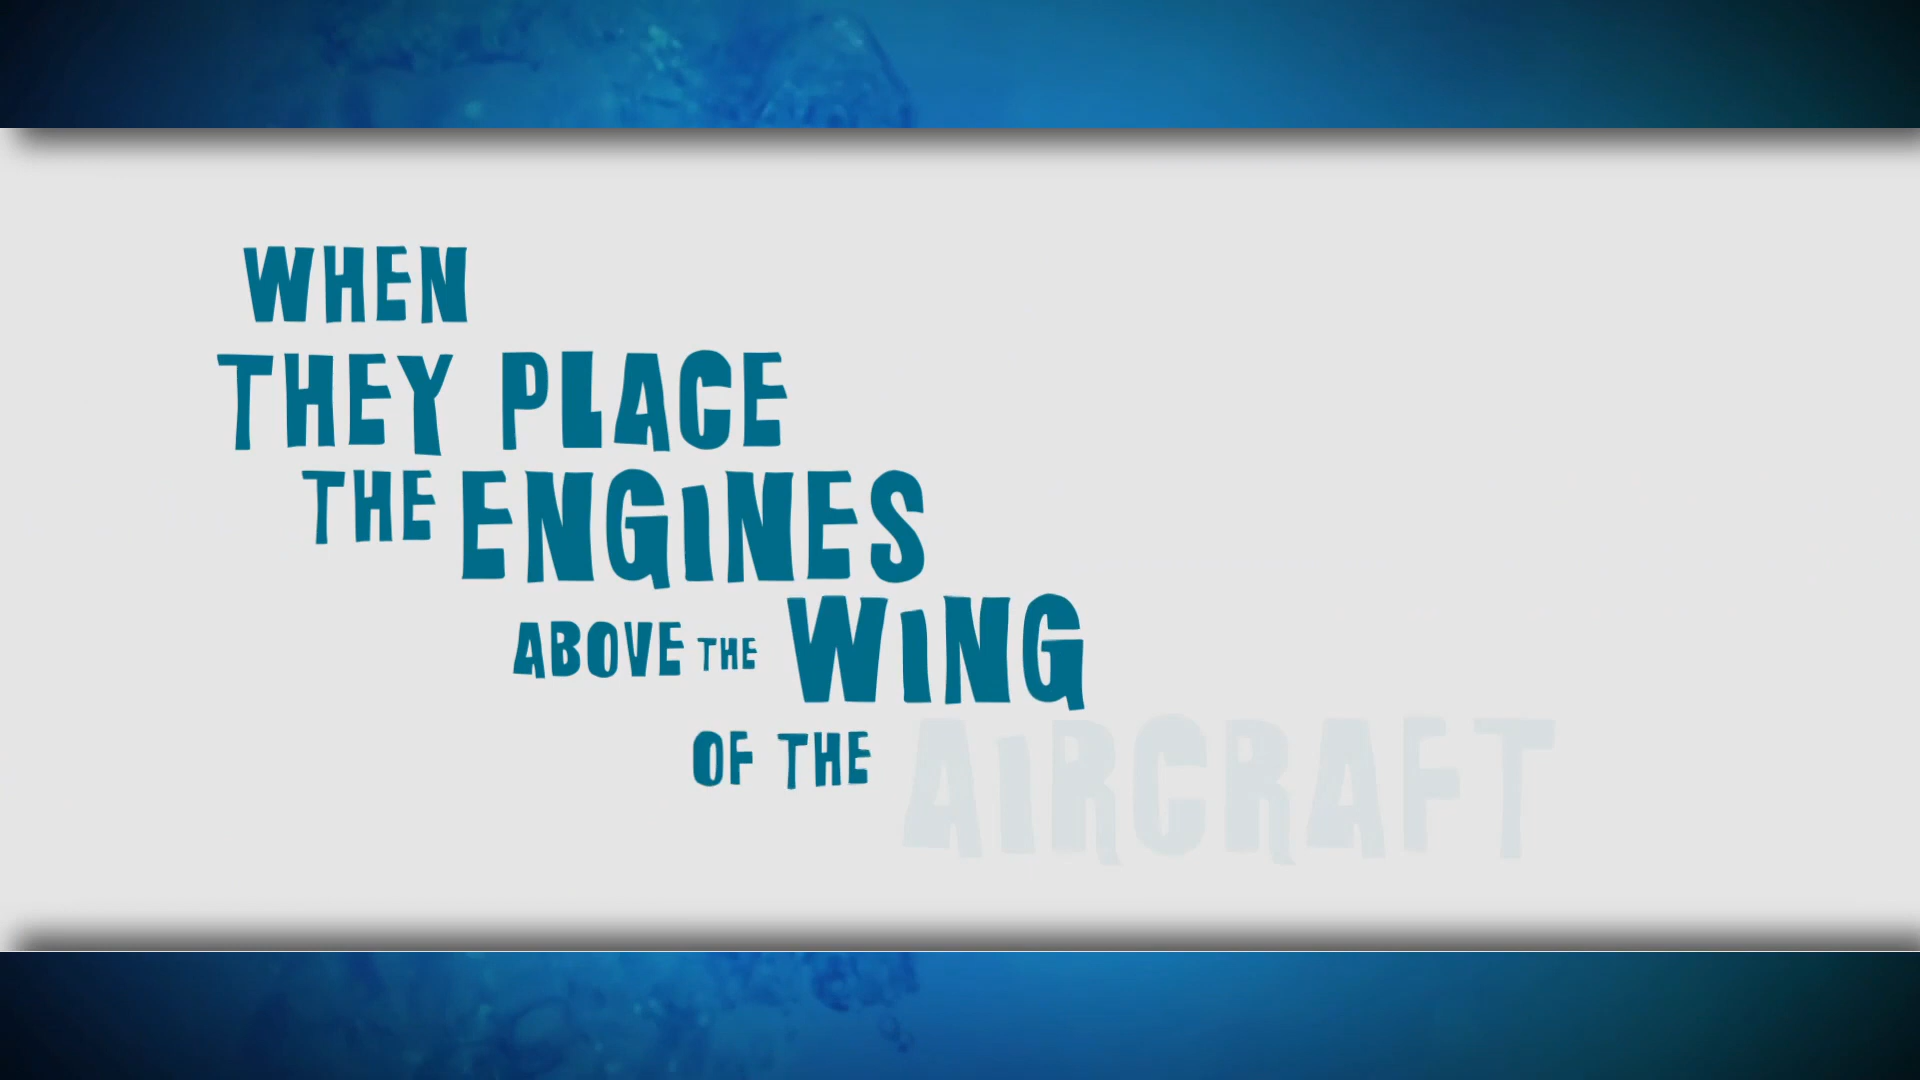 WHEN
THEY PLACE
THE ENGINES
ABOVE THE WING
OF THE AIRCRAFT